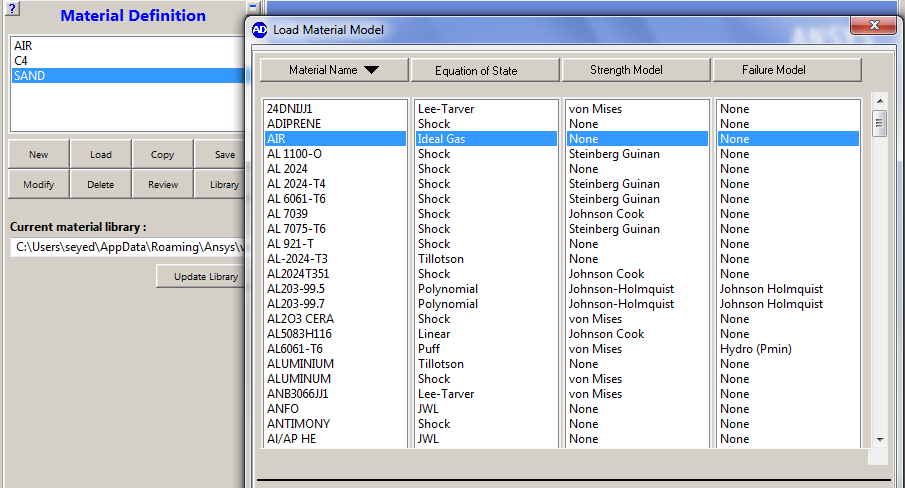 ?
Material Definition
AIR
C4
SAND
New Load Copy Save
Modify Delete Review Library
Current material library :
C:\Users\seyed\AppData\Roaming\Ansys\v
Update Library
AD Load Material Model
Material Name Equation of State Strength Model Failure Model
24DNIJJ1 Lee-Tarver von Mises None
ADIPRENE Shock None None
AIR Ideal Gas None None
AL 1100-O Shock Steinberg Guinan None
AL 2024 Shock None None
AL 2024-T4 Shock Steinberg Guinan None
AL 6061-T6 Shock Steinberg Guinan None
AL 7039 Shock Johnson Cook None
AL 7075-T6 Shock Steinberg Guinan None
AL 921-T Shock None None
AL-2024-T3 Tillotson None None
AL2024T351 Shock Johnson Cook None
AL203-99.5 Polynomial Johnson-Holmquist Johnson Holmquist
AL203-99.7 Polynomial Johnson-Holmquist Johnson Holmquist
AL2O3 CERA Shock von Mises None
AL5083H116 Linear Johnson Cook None
AL6061-T6 Puff von Mises Hydro (Pmin)
ALUMINIUM Tillotson None None
ALUMINUM Shock von Mises None
ANB3066JJ1 Lee-Tarver von Mises None
ANFO JWL None None
ANTIMONY Shock None None
Al/AP HE JWL None None